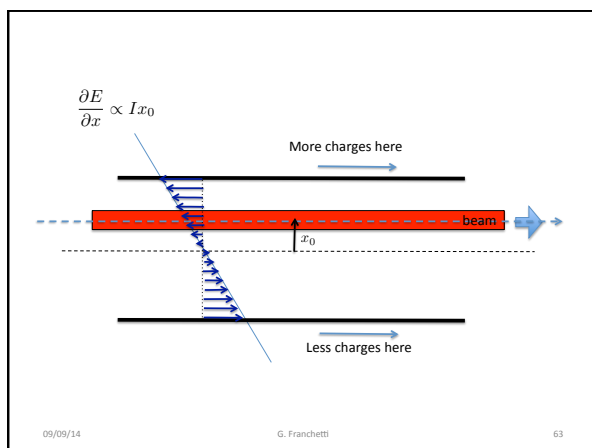 ∂E/∂x ∝ Ix₀
More charges here
beam
x₀
Less charges here
09/09/14 G. Franchetti 63